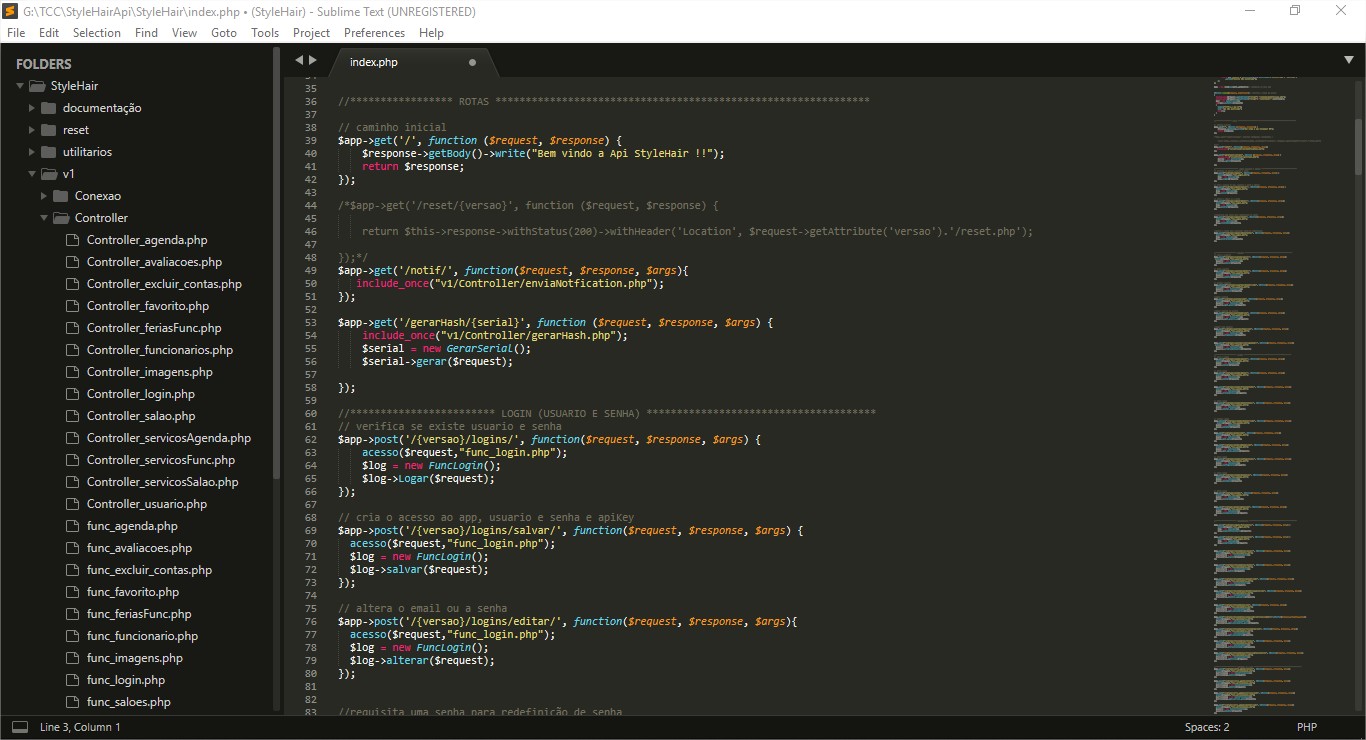 G:\TCC\StyleHairApi\StyleHair\index.php • (StyleHair) - Sublime Text (UNREGISTERED)
File Edit Selection Find View Goto Tools Project Preferences Help
FOLDERS
StyleHair
documentação
reset
utilitarios
v1
Conexao
Controller
Controller_agenda.php
Controller_avaliacoes.php
Controller_excluir_contas.php
Controller_favorito.php
Controller_feriasFunc.php
Controller_funcionarios.php
Controller_imagens.php
Controller_login.php
Controller_salao.php
Controller_servicosAgenda.php
Controller_servicosFunc.php
Controller_servicosSalao.php
Controller_usuario.php
func_agenda.php
func_avaliacoes.php
func_excluir_contas.php
func_favorito.php
func_feriasFunc.php
func_funcionario.php
func_imagens.php
func_login.php
func_saloes.php
index.php
34
35
36 //***************** ROTAS **************************************************************
37
38 // caminho inicial
39 $app->get('/', function ($request, $response) {
40 $response->getBody()->write("Bem vindo a Api StyleHair !!");
41 return $response;
42 });
43
44 /*$app->get('/reset/{versao}', function ($request, $response) {
45
46 return $this->response->withStatus(200)->withHeader('Location', $request->getAttribute('versao').'/reset.php');
47
48 });*/
49 $app->get('/notif/', function($request, $response, $args){
50 include_once("v1/Controller/enviaNotfication.php");
51 });
52
53 $app->get('/gerarHash/{serial}', function ($request, $response, $args) {
54 include_once("v1/Controller/gerarHash.php");
55 $serial = new GerarSerial();
56 $serial->gerar($request);
57
58 });
59
60 //************************ LOGIN (USUARIO E SENHA) **************************************
61 // verifica se existe usuario e senha
62 $app->post('/{versao}/logins/', function($request, $response, $args) {
63 acesso($request,"func_login.php");
64 $log = new FuncLogin();
65 $log->Logar($request);
66 });
67
68 // cria o acesso ao app, usuario e senha e apiKey
69 $app->post('/{versao}/logins/salvar/', function($request, $response, $args) {
70 acesso($request,"func_login.php");
71 $log = new FuncLogin();
72 $log->salvar($request);
73 });
74
75 // altera o email ou a senha
76 $app->post('/{versao}/logins/editar/', function($request, $response, $args){
77 acesso($request,"func_login.php");
78 $log = new FuncLogin();
79 $log->alterar($request);
80 });
81
82
83 //requisita uma senha para redefinição de senha
Line 3, Column 1 Spaces: 2 PHP